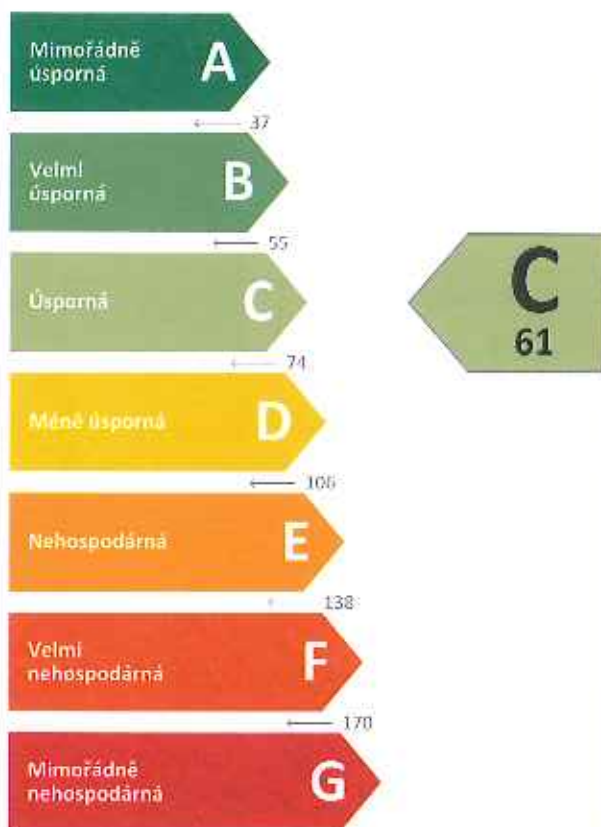 Mimořádně
úsporná
A
37
Velmi
úsporná
B
55
Úsporná
C
C
61
74
Méně úsporná
D
106
Nehospodárná
E
138
Velmi
nehospodárná
F
170
Mimořádně
nehospodárná
G